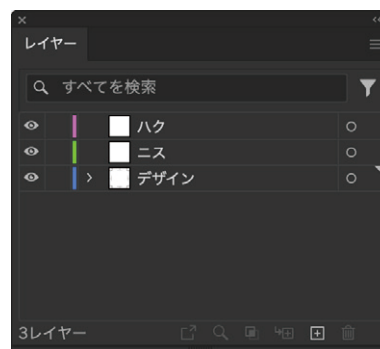 レイヤー
すべてを検索
ハク
ニス
デザイン
3レイヤー